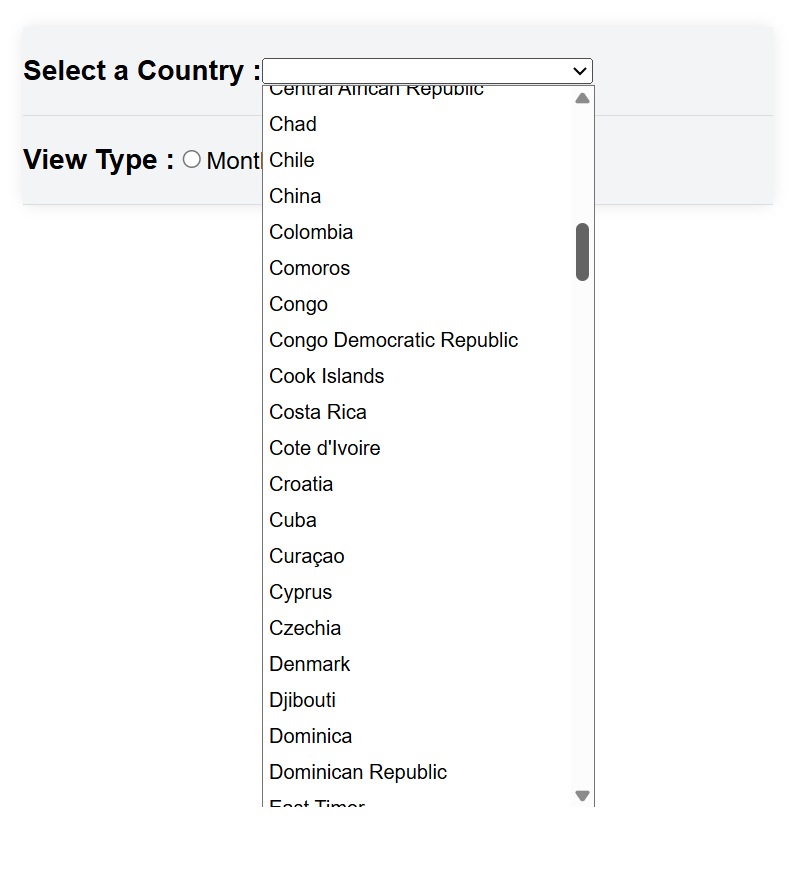 Select a Country :
Central African Republic
Chad
View Type : Month
Chile
China
Colombia
Comoros
Congo
Congo Democratic Republic
Cook Islands
Costa Rica
Cote d'Ivoire
Croatia
Cuba
Curaçao
Cyprus
Czechia
Denmark
Djibouti
Dominica
Dominican Republic
East Timor